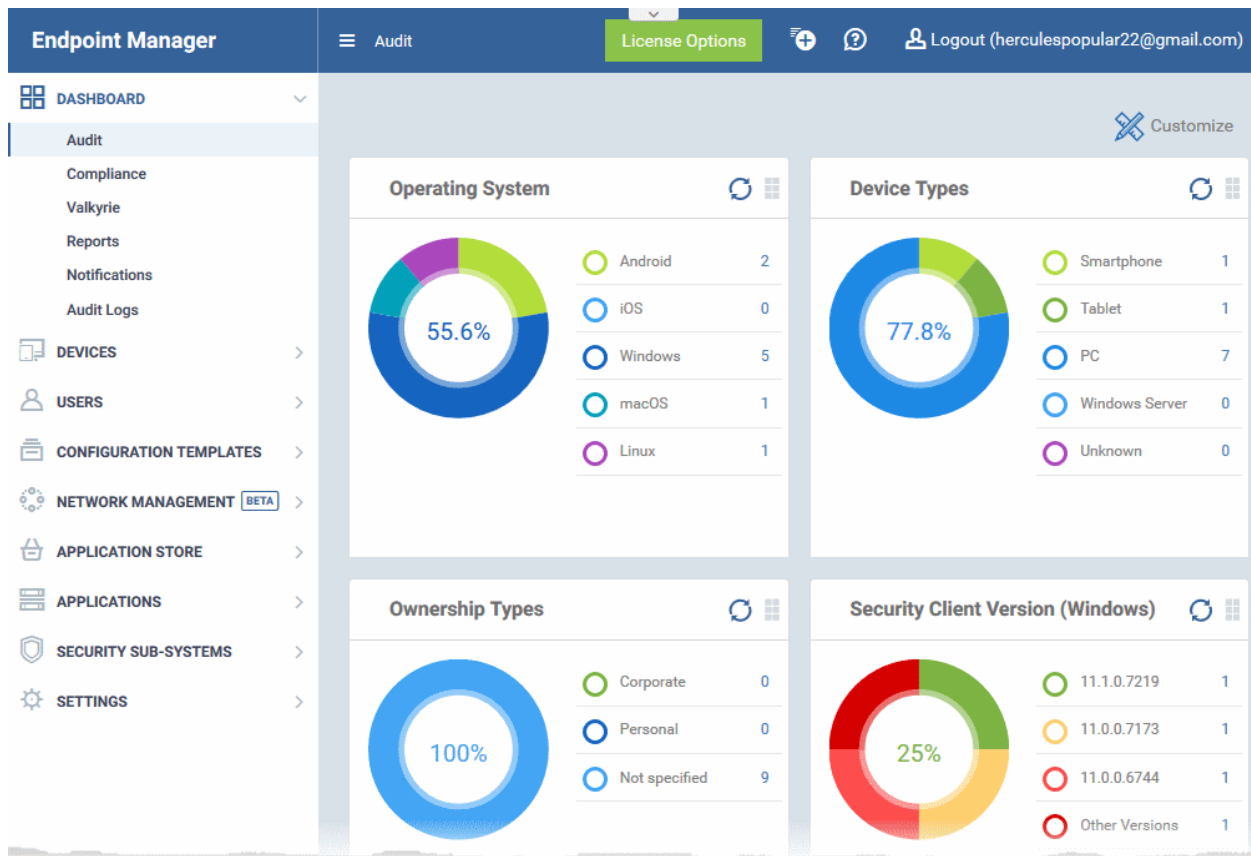 Endpoint Manager
Audit
License Options
Logout (herculespopular22@gmail.com)
DASHBOARD
Audit
Compliance
Valkyrie
Reports
Notifications
Audit Logs
DEVICES
USERS
CONFIGURATION TEMPLATES
NETWORK MANAGEMENT BETA
APPLICATION STORE
APPLICATIONS
SECURITY SUB-SYSTEMS
SETTINGS
Customize
Operating System
55.6%
Android 2
iOS 0
Windows 5
macOS 1
Linux 1
Device Types
77.8%
Smartphone 1
Tablet 1
PC 7
Windows Server 0
Unknown 0
Ownership Types
100%
Corporate 0
Personal 0
Not specified 9
Security Client Version (Windows)
25%
11.1.0.7219 1
11.0.0.7173 1
11.0.0.6744 1
Other Versions 1